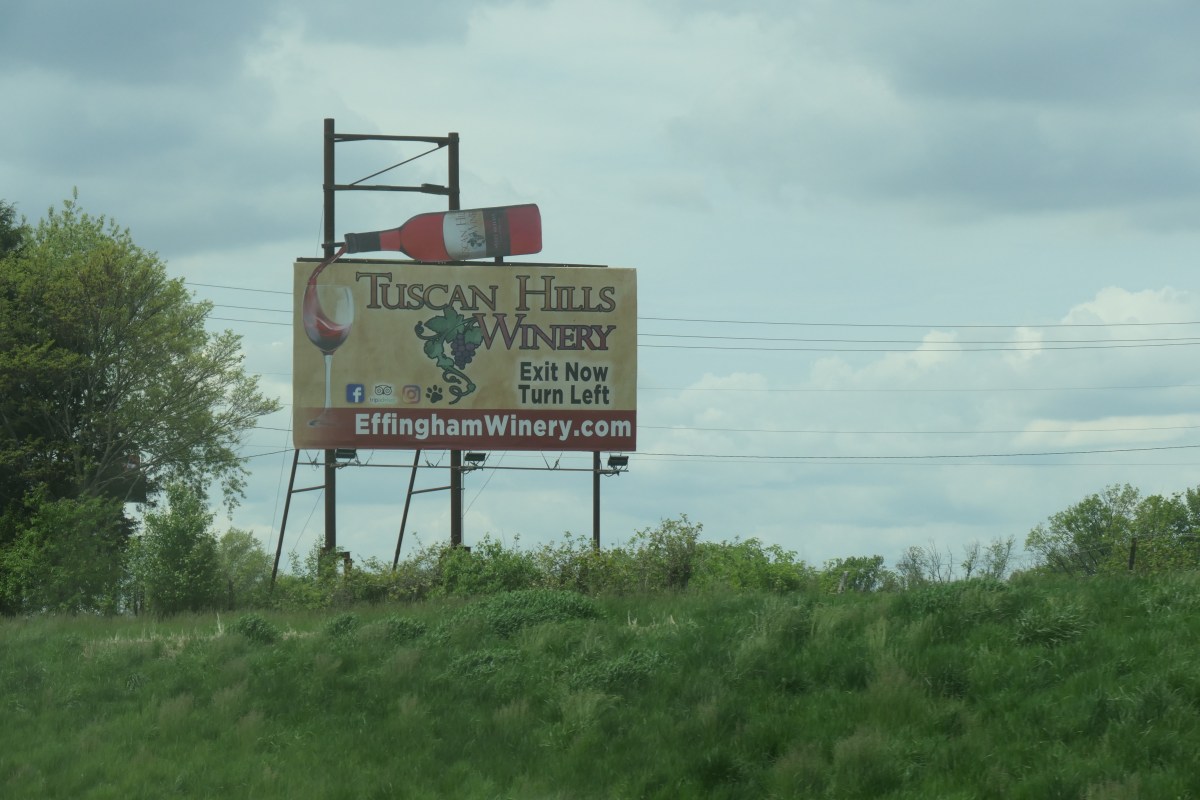 Tuscan Hills
Winery
Exit Now
Turn Left
f
EffinghamWinery.com